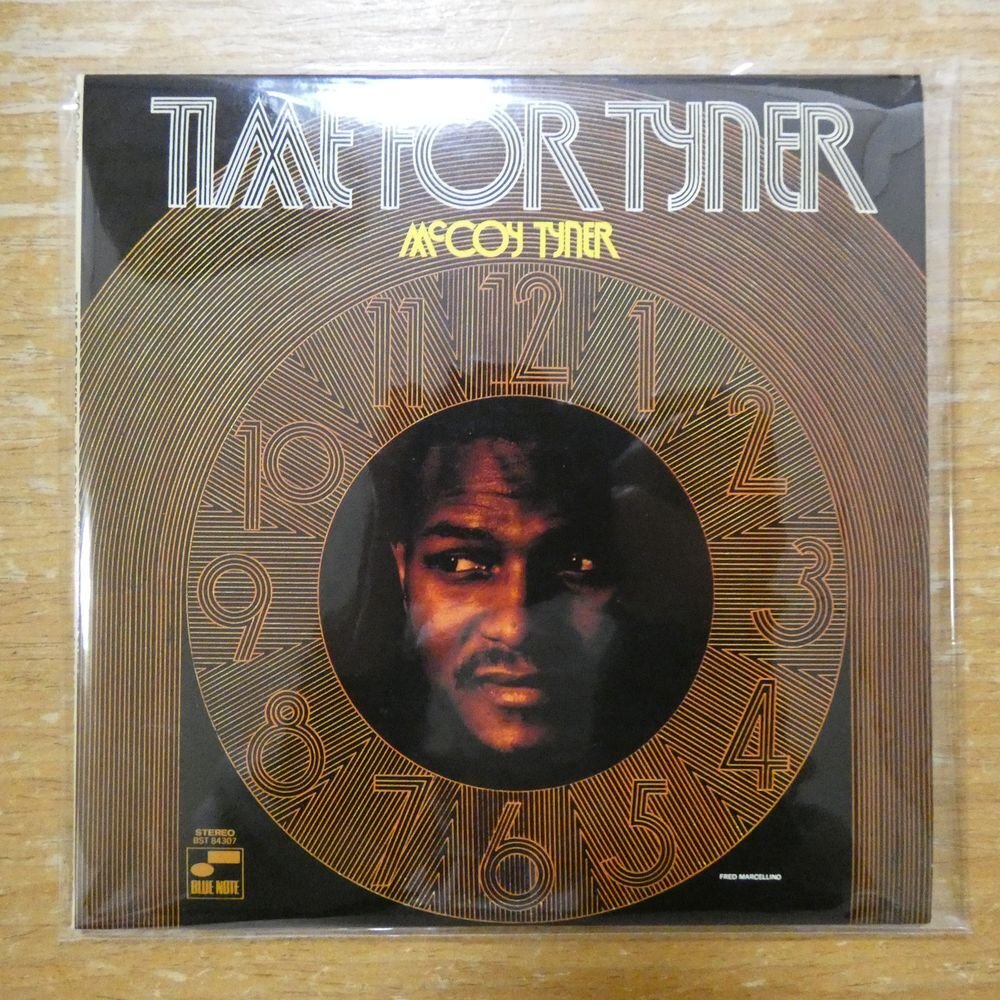 TIME FOR TYNER
McCOY TYNER
11 12 1
10 2
9 3
8 4
7 6 5
STEREO
BST 84307
BLUE NOTE
FRED MARCELLINO